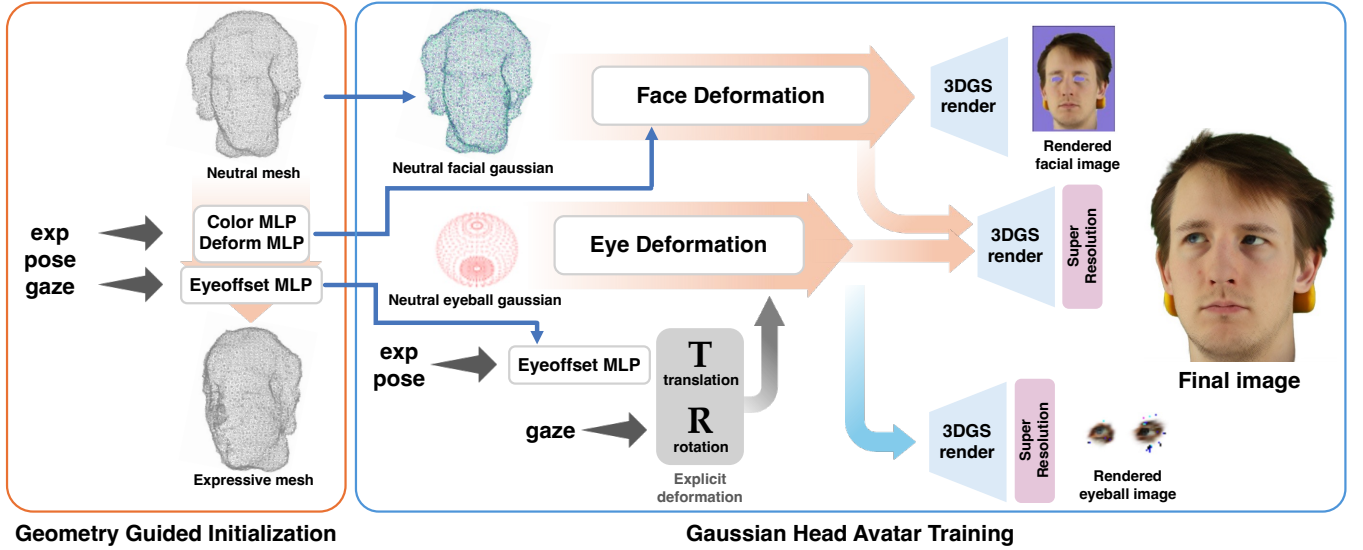 Neutral mesh
exp
pose
gaze
Color MLP
Deform MLP
Eyeoffset MLP
Expressive mesh
Geometry Guided Initialization
Neutral facial gaussian
Face Deformation
3DGS
render
Rendered
facial image
Neutral eyeball gaussian
Eye Deformation
3DGS
render
Super
Resolution
exp
pose
Eyeoffset MLP
T
translation
gaze
R
rotation
Explicit
deformation
3DGS
render
Super
Resolution
Rendered
eyeball image
Final image
Gaussian Head Avatar Training